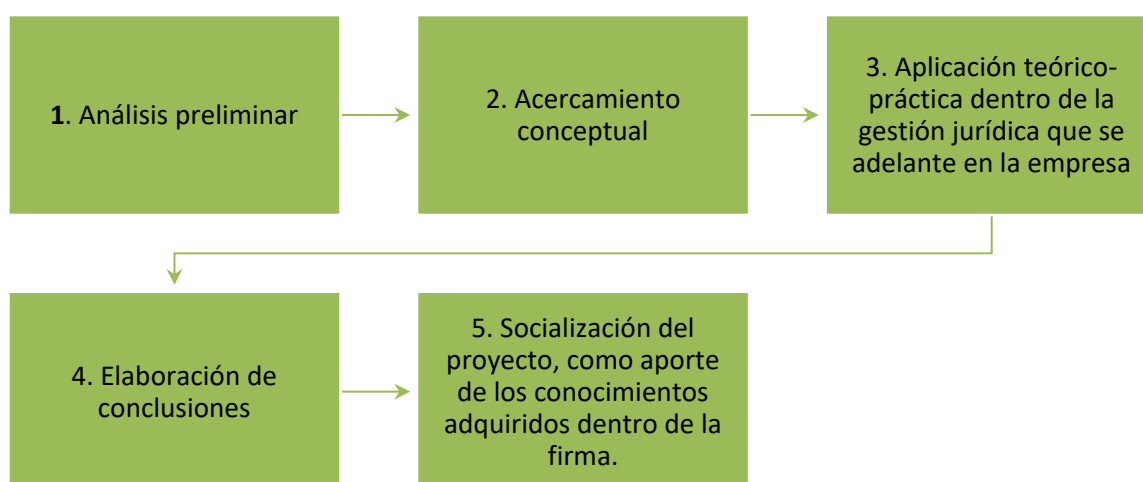 1. Análisis preliminar
2. Acercamiento
conceptual
3. Aplicación teórico-
práctica dentro de la
gestión jurídica que se
adelante en la empresa
4. Elaboración de
conclusiones
5. Socialización del
proyecto, como aporte
de los conocimientos
adquiridos dentro de la
firma.